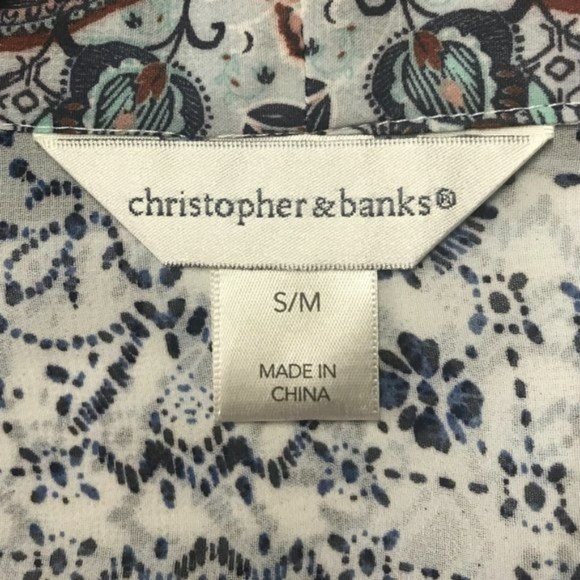 christopher & banks®
S/M
MADE IN
CHINA